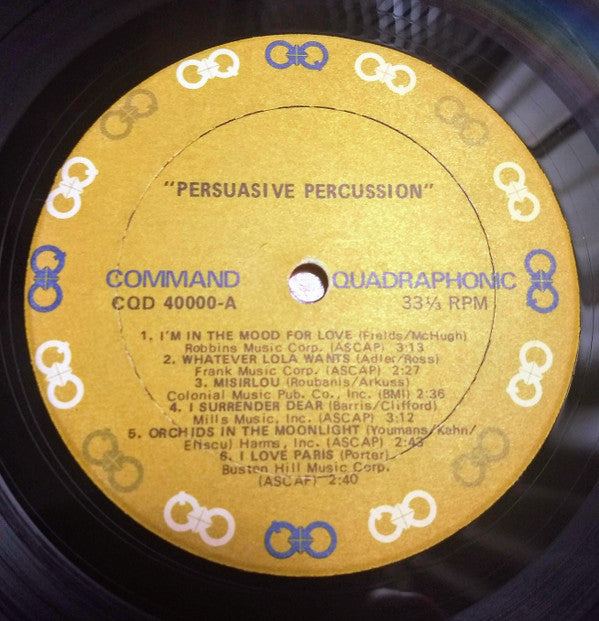 "PERSUASIVE PERCUSSION"
COMMAND QUADRAPHONIC
CQD 40000-A 33⅓ RPM
1. I'M IN THE MOOD FOR LOVE (Fields/McHugh)
Robbins Music Corp. (ASCAP) 3:13
2. WHATEVER LOLA WANTS (Adler/Ross)
Frank Music Corp. (ASCAP) 2:27
3. MISIRLOU (Roubanis/Arkuss)
Colonial Music Pub. Co., Inc. (BMI) 2:36
4. I SURRENDER DEAR (Barris/Clifford)
Mills Music, Inc. (ASCAP) 3:12
5. ORCHIDS IN THE MOONLIGHT (Youmans/Kahn/
Eliscu) Harms, Inc. (ASCAP) 2:43
6. I LOVE PARIS (Porter)
Buxton Hill Music Corp.
(ASCAP) 2:40